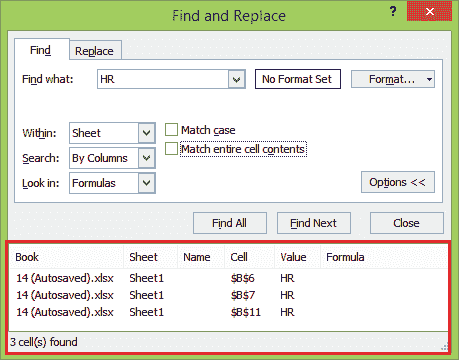 Find and Replace
? ×
Find Replace
Find what: HR No Format Set Format...
Within: Sheet Match case
Search: By Columns Match entire cell contents
Look in: Formulas Options <<
Find All Find Next Close
Book Sheet Name Cell Value Formula
14 (Autosaved).xlsx Sheet1 $B$6 HR
14 (Autosaved).xlsx Sheet1 $B$7 HR
14 (Autosaved).xlsx Sheet1 $B$11 HR
3 cell(s) found